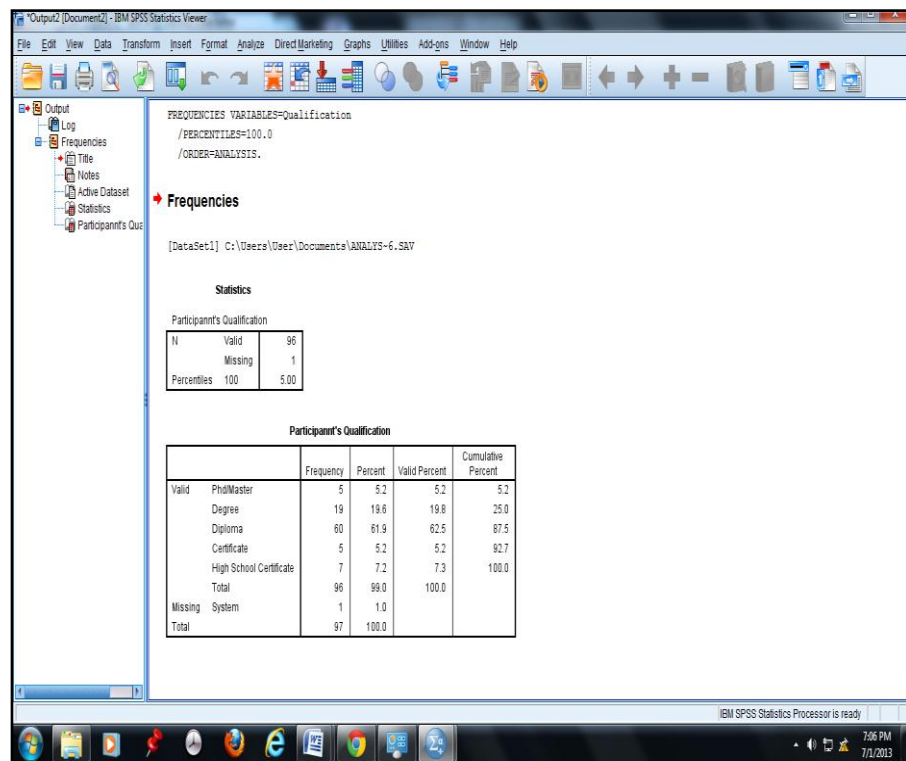 *Output2 [Document2] - IBM SPSS Statistics Viewer
File Edit View Data Transform Insert Format Analyze Direct Marketing Graphs Utilities Add-ons Window Help
Output
Log
Frequencies
Title
Notes
Active Dataset
Statistics
Participannt's Qua
FREQUENCIES VARIABLES=Qualification
/PERCENTILES=100.0
/ORDER=ANALYSIS.
Frequencies
[DataSet1] C:\Users\User\Documents\ANALYS~6.SAV
Statistics
Participannt's Qualification
N Valid 96
Missing 1
Percentiles 100 5.00
Participannt's Qualification
Frequency Percent Valid Percent Cumulative Percent
Valid Phd/Master 5 5.2 5.2 5.2
Degree 19 19.6 19.8 25.0
Diploma 60 61.9 62.5 87.5
Certificate 5 5.2 5.2 92.7
High School Certificate 7 7.2 7.3 100.0
Total 96 99.0 100.0
Missing System 1 1.0
Total 97 100.0
IBM SPSS Statistics Processor is ready
7:06 PM
7/1/2013